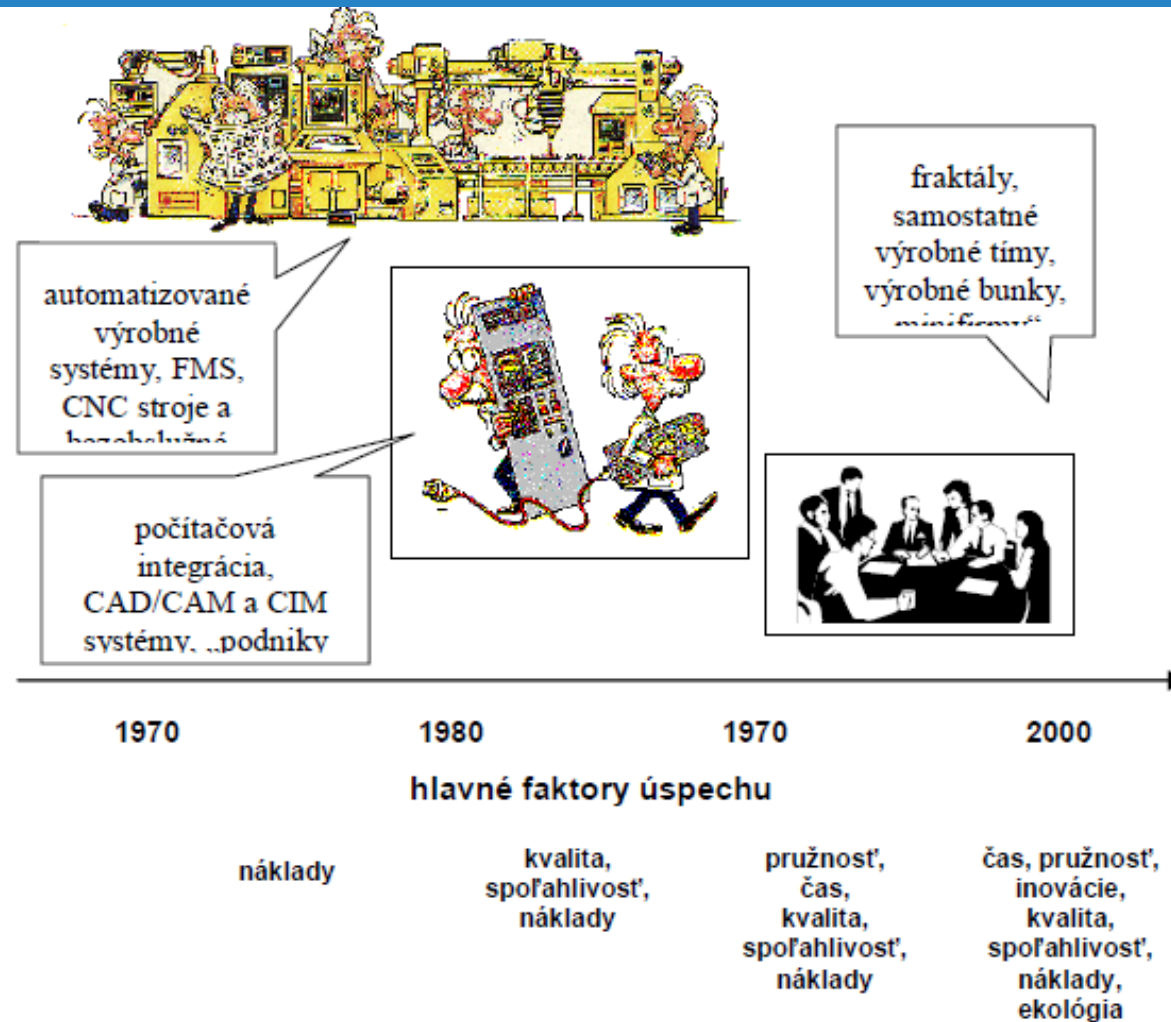 automatizované
výrobné
systémy, FMS,
CNC stroje a
počítačová
integrácia,
CAD/CAM a CIM
systémy, „podniky
fraktály,
samostatné
výrobné tímy,
výrobné bunky,
1970 1980 1970 2000
hlavné faktory úspechu
náklady
kvalita,
spoľahlivosť,
náklady
pružnosť,
čas,
kvalita,
spoľahlivosť,
náklady
čas, pružnosť,
inovácie,
kvalita,
spoľahlivosť,
náklady,
ekológia